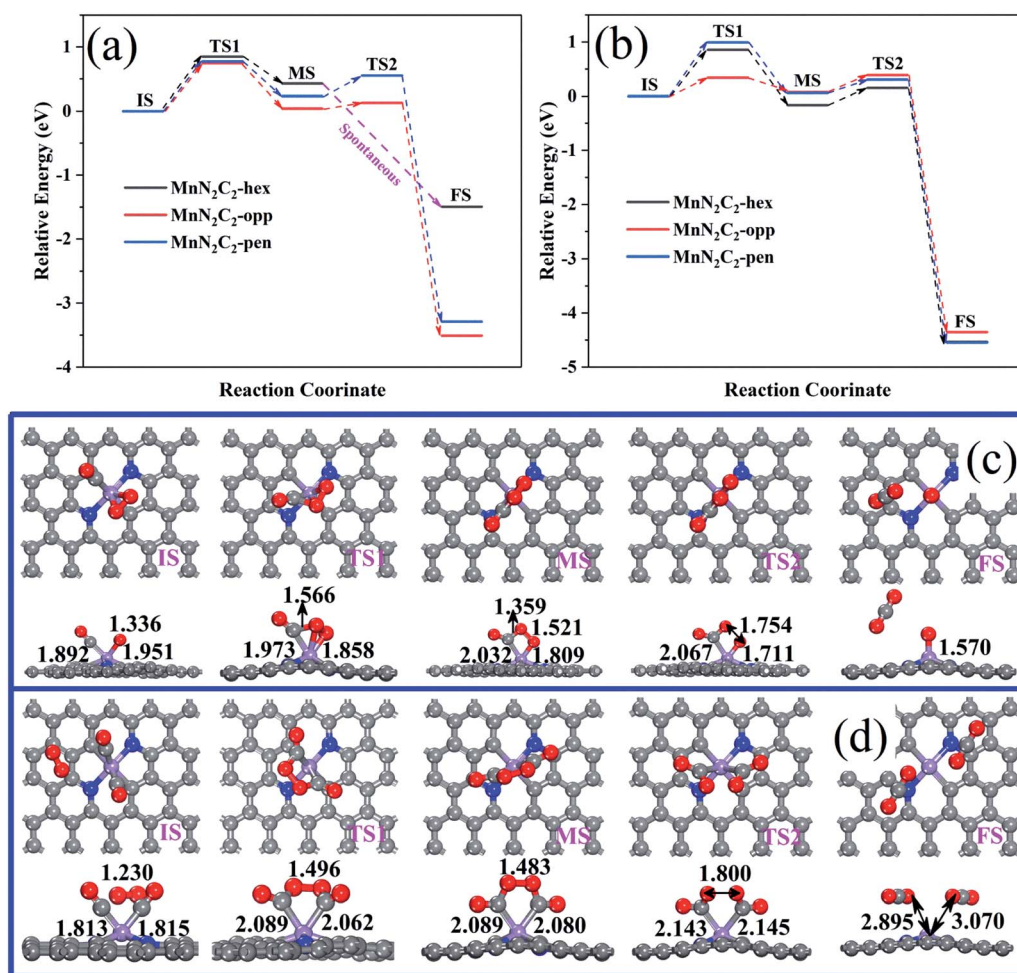 (a)
1
0
-1
-2
-3
-4
Relative Energy (eV)
IS
TS1
MS
TS2
Spontaneous
FS
MnN₂C₂-hex
MnN₂C₂-opp
MnN₂C₂-pen
Reaction Coorinate
(b)
1
0
-1
-2
-3
-4
-5
Relative Energy (eV)
IS
TS1
MS
TS2
FS
MnN₂C₂-hex
MnN₂C₂-opp
MnN₂C₂-pen
Reaction Coorinate
(c)
IS
TS1
MS
TS2
FS
1.336
1.892 1.951
1.566
1.973 1.858
1.359
1.521
2.032 1.809
1.754
2.067 1.711
1.570
(d)
IS
TS1
MS
TS2
FS
1.230
1.813 1.815
1.496
2.089 2.062
1.483
2.089 2.080
1.800
2.143 2.145
2.895 3.070